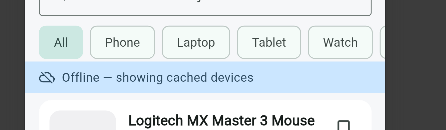 All Phone Laptop Tablet Watch
Offline — showing cached devices
Logitech MX Master 3 Mouse